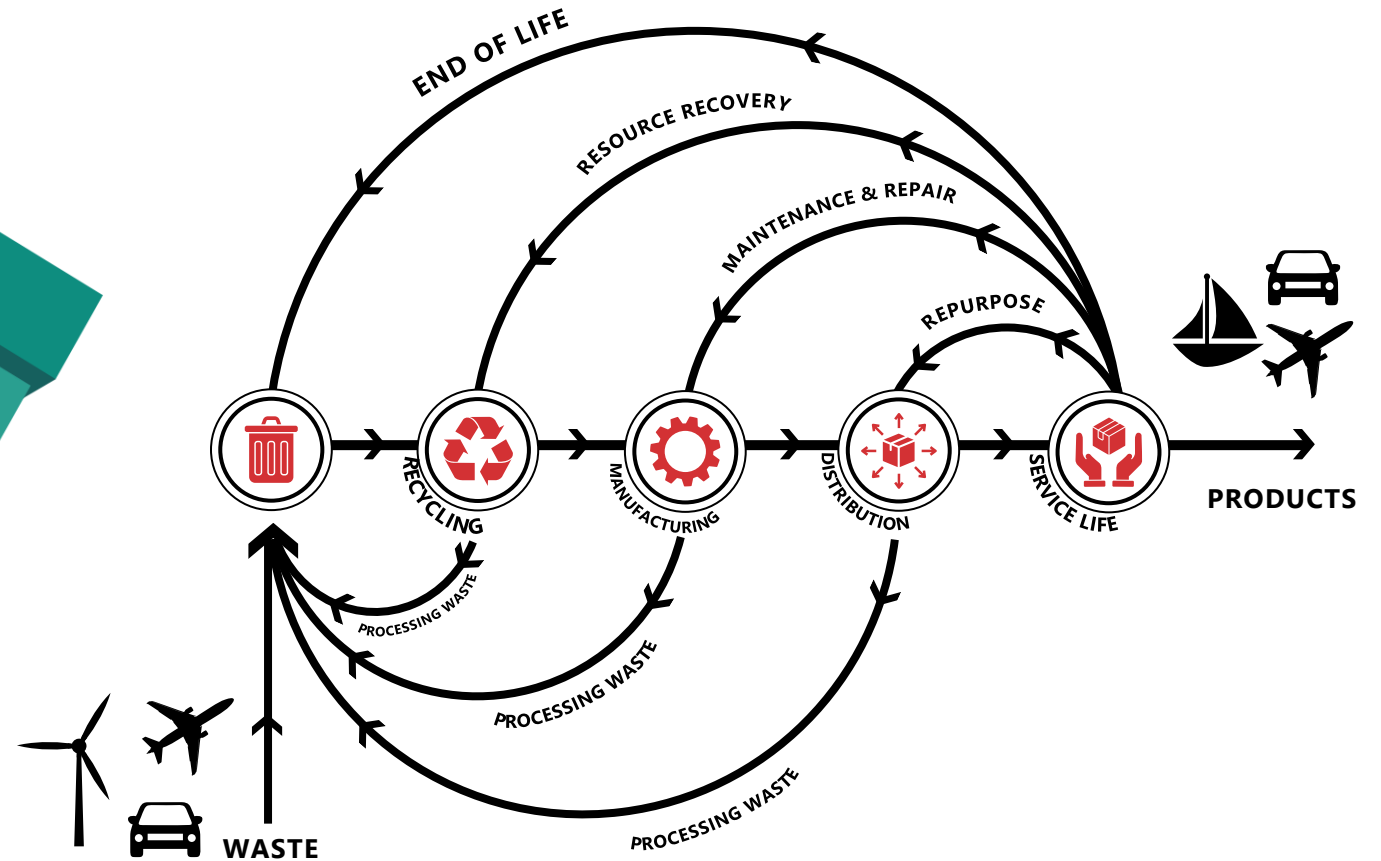 END OF LIFE
RESOURCE RECOVERY
MAINTENANCE & REPAIR
REPURPOSE
RECYCLING
MANUFACTURING
DISTRIBUTION
SERVICE LIFE
PRODUCTS
PROCESSING WASTE
PROCESSING WASTE
PROCESSING WASTE
WASTE